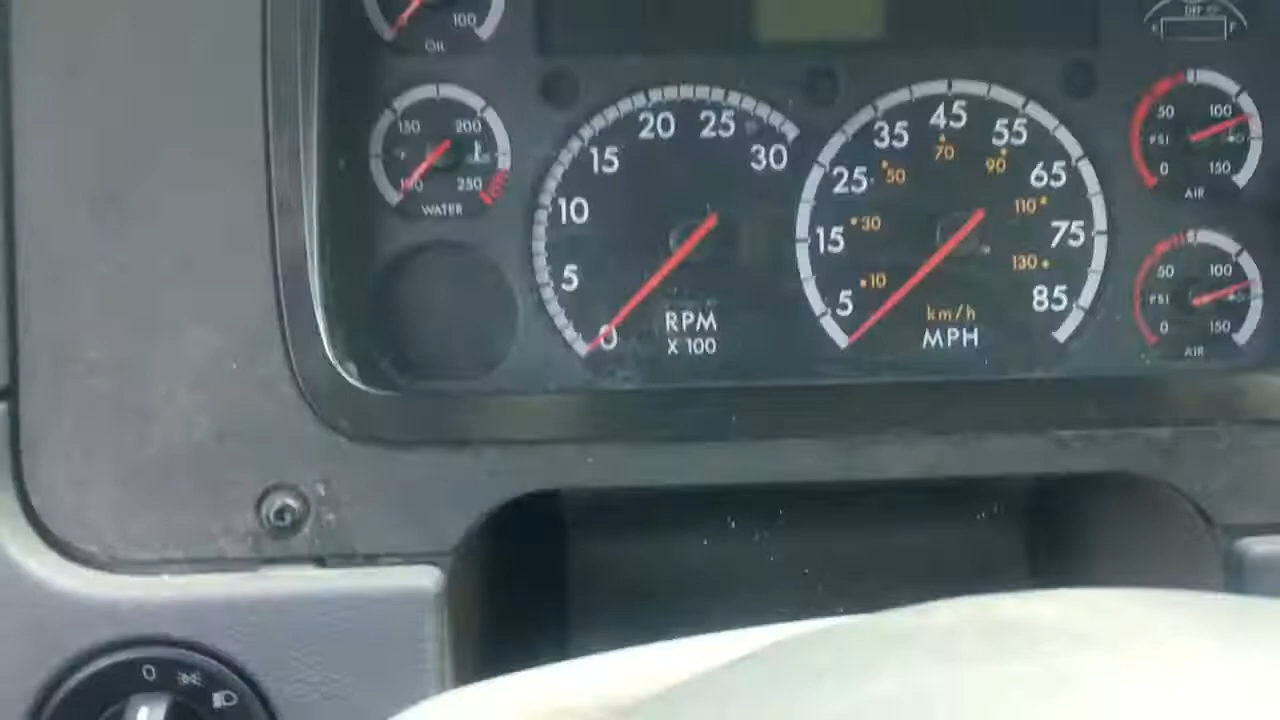 100
OIL
DEF
E F
150 200
100 250
WATER
0 5 10 15 20 25 30
RPM
X 100
5 15 25 35 45 55 65 75 85
10 30 50 70 90 110 130
km/h
MPH
50 100
PSI
0 150
AIR
50 100
PSI
0 150
AIR
0